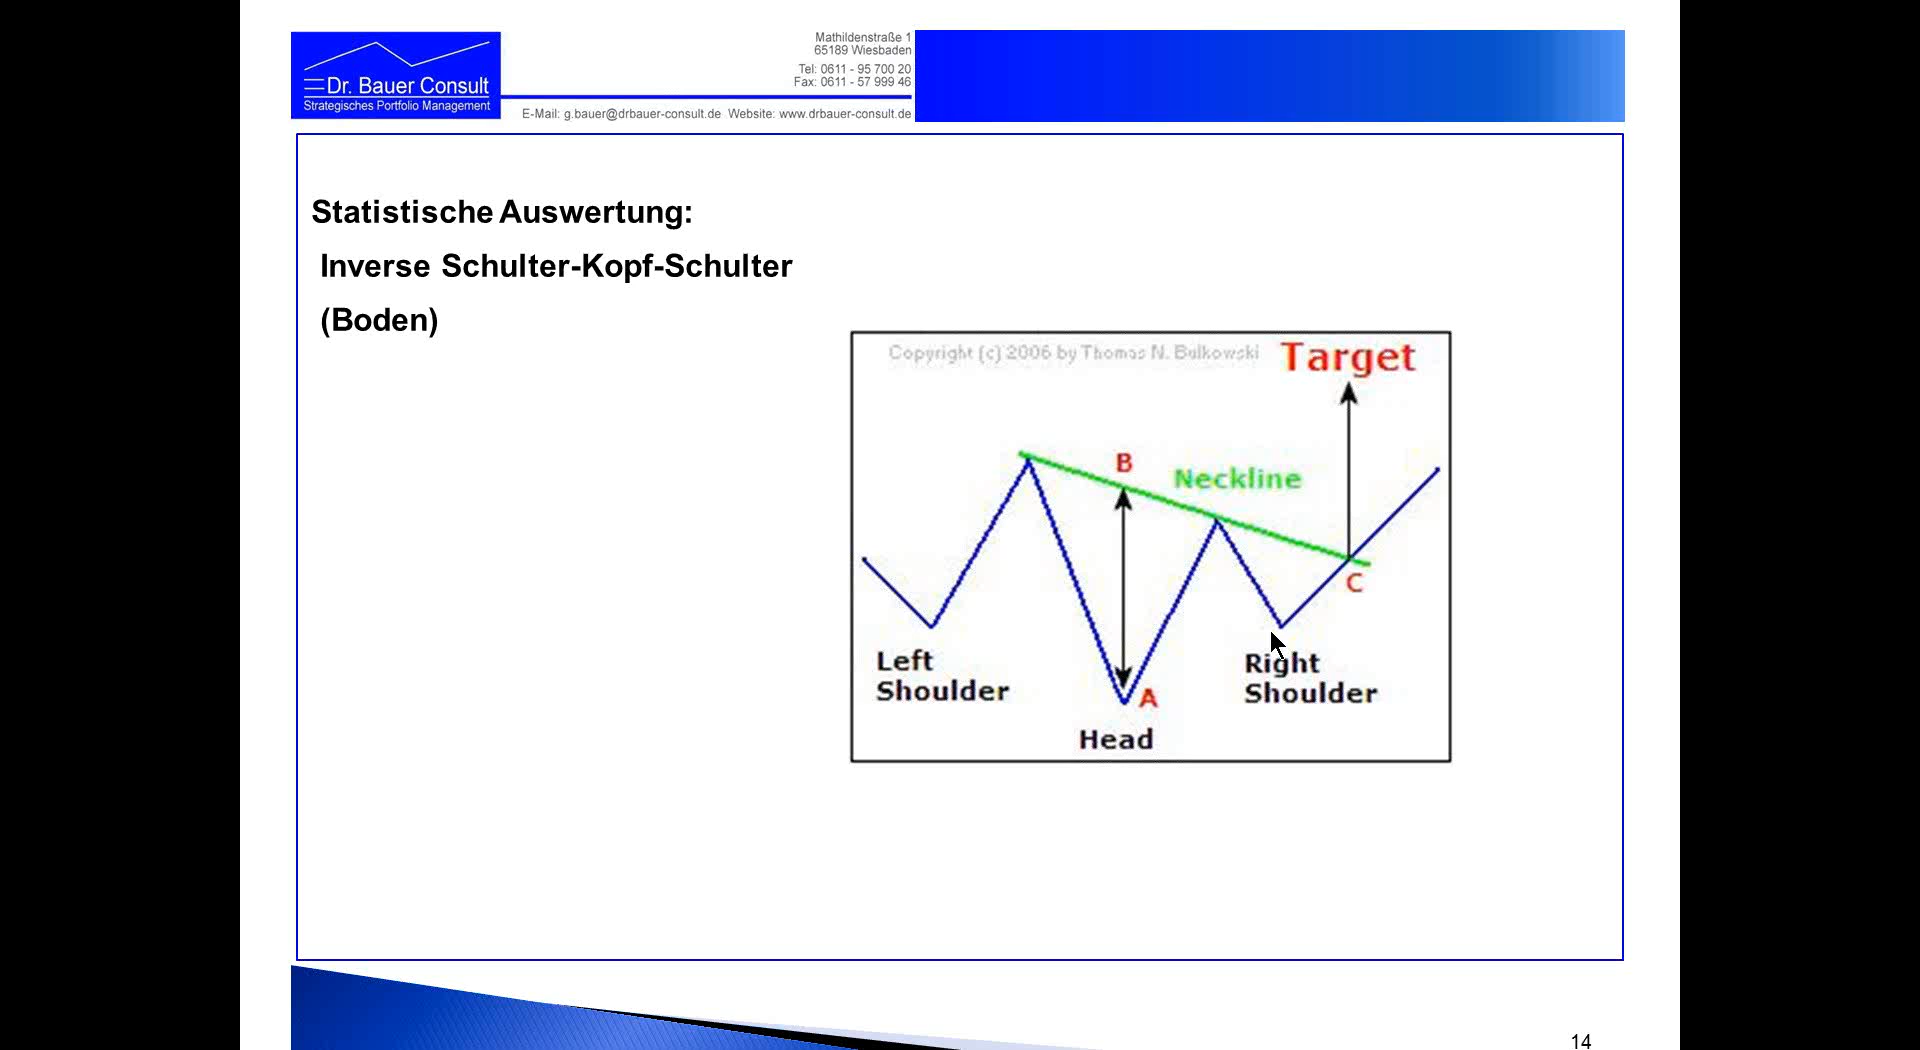 Dr. Bauer Consult
Strategisches Portfolio Management
Mathildenstraße 1
65189 Wiesbaden
Tel: 0611 - 95 700 20
Fax: 0611 - 57 999 46
E-Mail: g.bauer@drbauer-consult.de Website: www.drbauer-consult.de
Statistische Auswertung:
Inverse Schulter-Kopf-Schulter
(Boden)
Copyright (c) 2006 by Thomas N. Bulkowski
Target
B
Neckline
C
Left
Shoulder
Right
Shoulder
A
Head
14